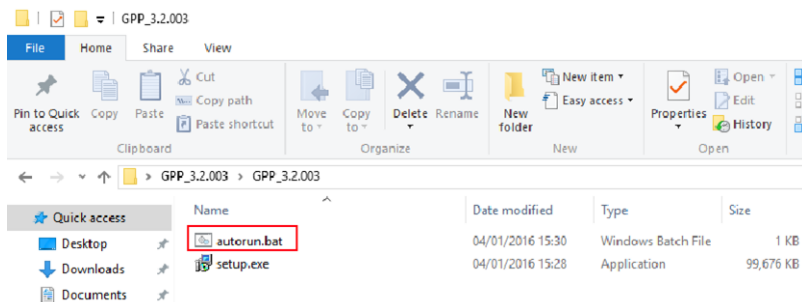 GPP_3.2.003
File Home Share View
Pin to Quick access
Copy
Paste
Cut
Copy path
Paste shortcut
Clipboard
Move to
Copy to
Delete
Rename
Organize
New folder
New item
Easy access
New
Properties
Open
Edit
History
Open
GPP_3.2.003 > GPP_3.2.003
Quick access
Desktop
Downloads
Documents
Name Date modified Type Size
autorun.bat 04/01/2016 15:30 Windows Batch File 1 KB
setup.exe 04/01/2016 15:28 Application 99,676 KB